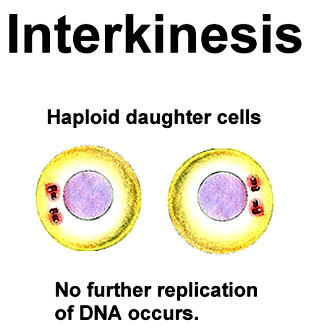 Interkinesis
Haploid daughter cells
No further replication
of DNA occurs.